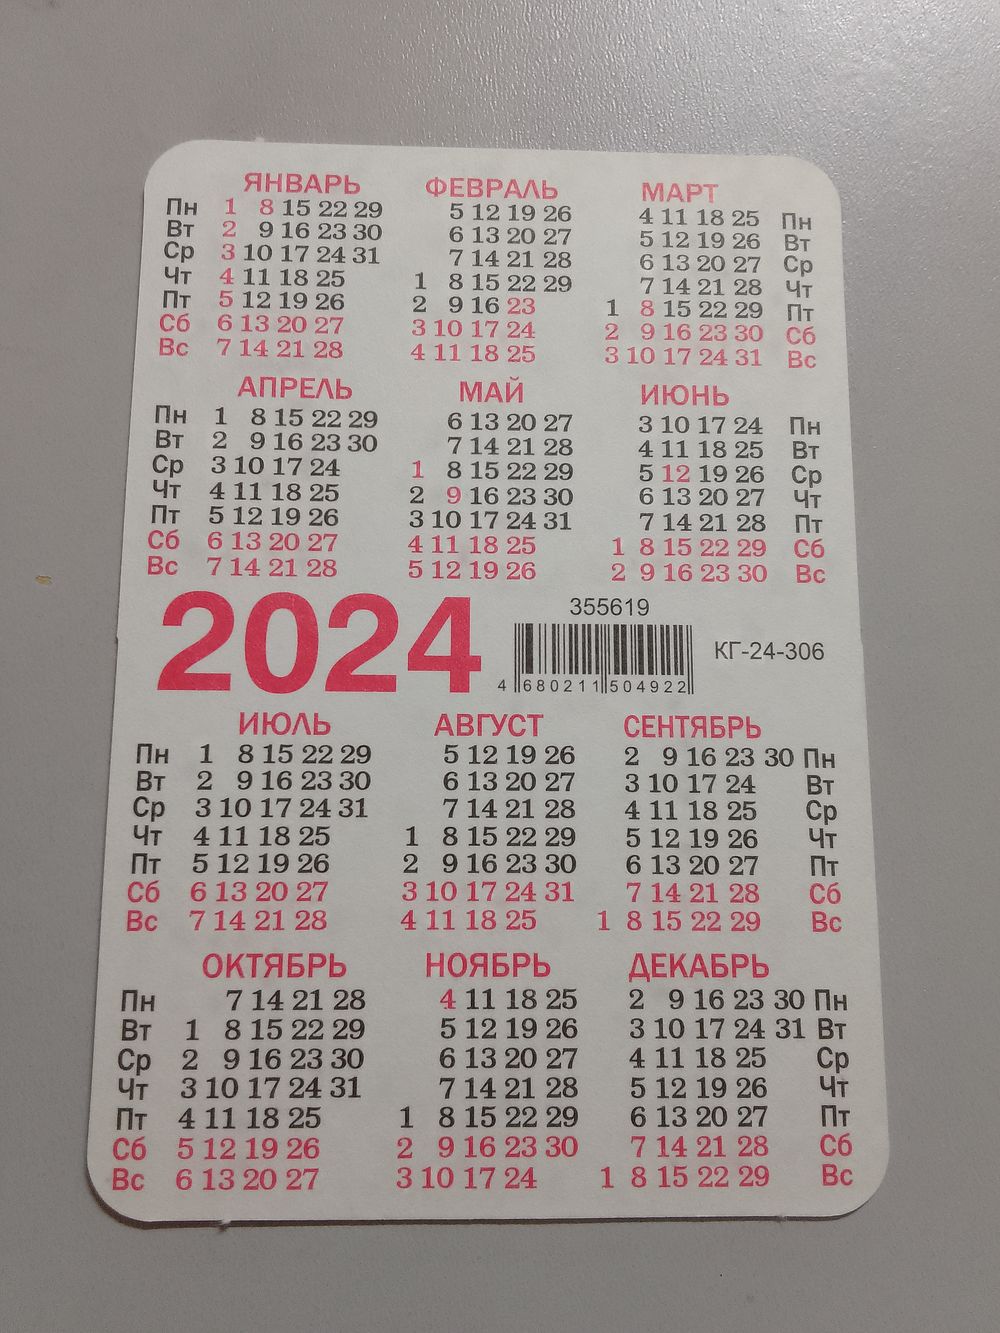 ЯНВАРЬ ФЕВРАЛЬ МАРТ
Пн 1 8 15 22 29 5 12 19 26 4 11 18 25 Пн
Вт 2 9 16 23 30 6 13 20 27 5 12 19 26 Вт
Ср 3 10 17 24 31 7 14 21 28 6 13 20 27 Ср
Чт 4 11 18 25 1 8 15 22 29 7 14 21 28 Чт
Пт 5 12 19 26 2 9 16 23 1 8 15 22 29 Пт
Сб 6 13 20 27 3 10 17 24 2 9 16 23 30 Сб
Вс 7 14 21 28 4 11 18 25 3 10 17 24 31 Вс
АПРЕЛЬ МАЙ ИЮНЬ
Пн 1 8 15 22 29 6 13 20 27 3 10 17 24 Пн
Вт 2 9 16 23 30 7 14 21 28 4 11 18 25 Вт
Ср 3 10 17 24 1 8 15 22 29 5 12 19 26 Ср
Чт 4 11 18 25 2 9 16 23 30 6 13 20 27 Чт
Пт 5 12 19 26 3 10 17 24 31 7 14 21 28 Пт
Сб 6 13 20 27 4 11 18 25 1 8 15 22 29 Сб
Вс 7 14 21 28 5 12 19 26 2 9 16 23 30 Вс
2024
355619
4 680211 504922
КГ-24-306
ИЮЛЬ АВГУСТ СЕНТЯБРЬ
Пн 1 8 15 22 29 5 12 19 26 2 9 16 23 30 Пн
Вт 2 9 16 23 30 6 13 20 27 3 10 17 24 Вт
Ср 3 10 17 24 31 7 14 21 28 4 11 18 25 Ср
Чт 4 11 18 25 1 8 15 22 29 5 12 19 26 Чт
Пт 5 12 19 26 2 9 16 23 30 6 13 20 27 Пт
Сб 6 13 20 27 3 10 17 24 31 7 14 21 28 Сб
Вс 7 14 21 28 4 11 18 25 1 8 15 22 29 Вс
ОКТЯБРЬ НОЯБРЬ ДЕКАБРЬ
Пн 7 14 21 28 4 11 18 25 2 9 16 23 30 Пн
Вт 1 8 15 22 29 5 12 19 26 3 10 17 24 31 Вт
Ср 2 9 16 23 30 6 13 20 27 4 11 18 25 Ср
Чт 3 10 17 24 31 7 14 21 28 5 12 19 26 Чт
Пт 4 11 18 25 1 8 15 22 29 6 13 20 27 Пт
Сб 5 12 19 26 2 9 16 23 30 7 14 21 28 Сб
Вс 6 13 20 27 3 10 17 24 1 8 15 22 29 Вс